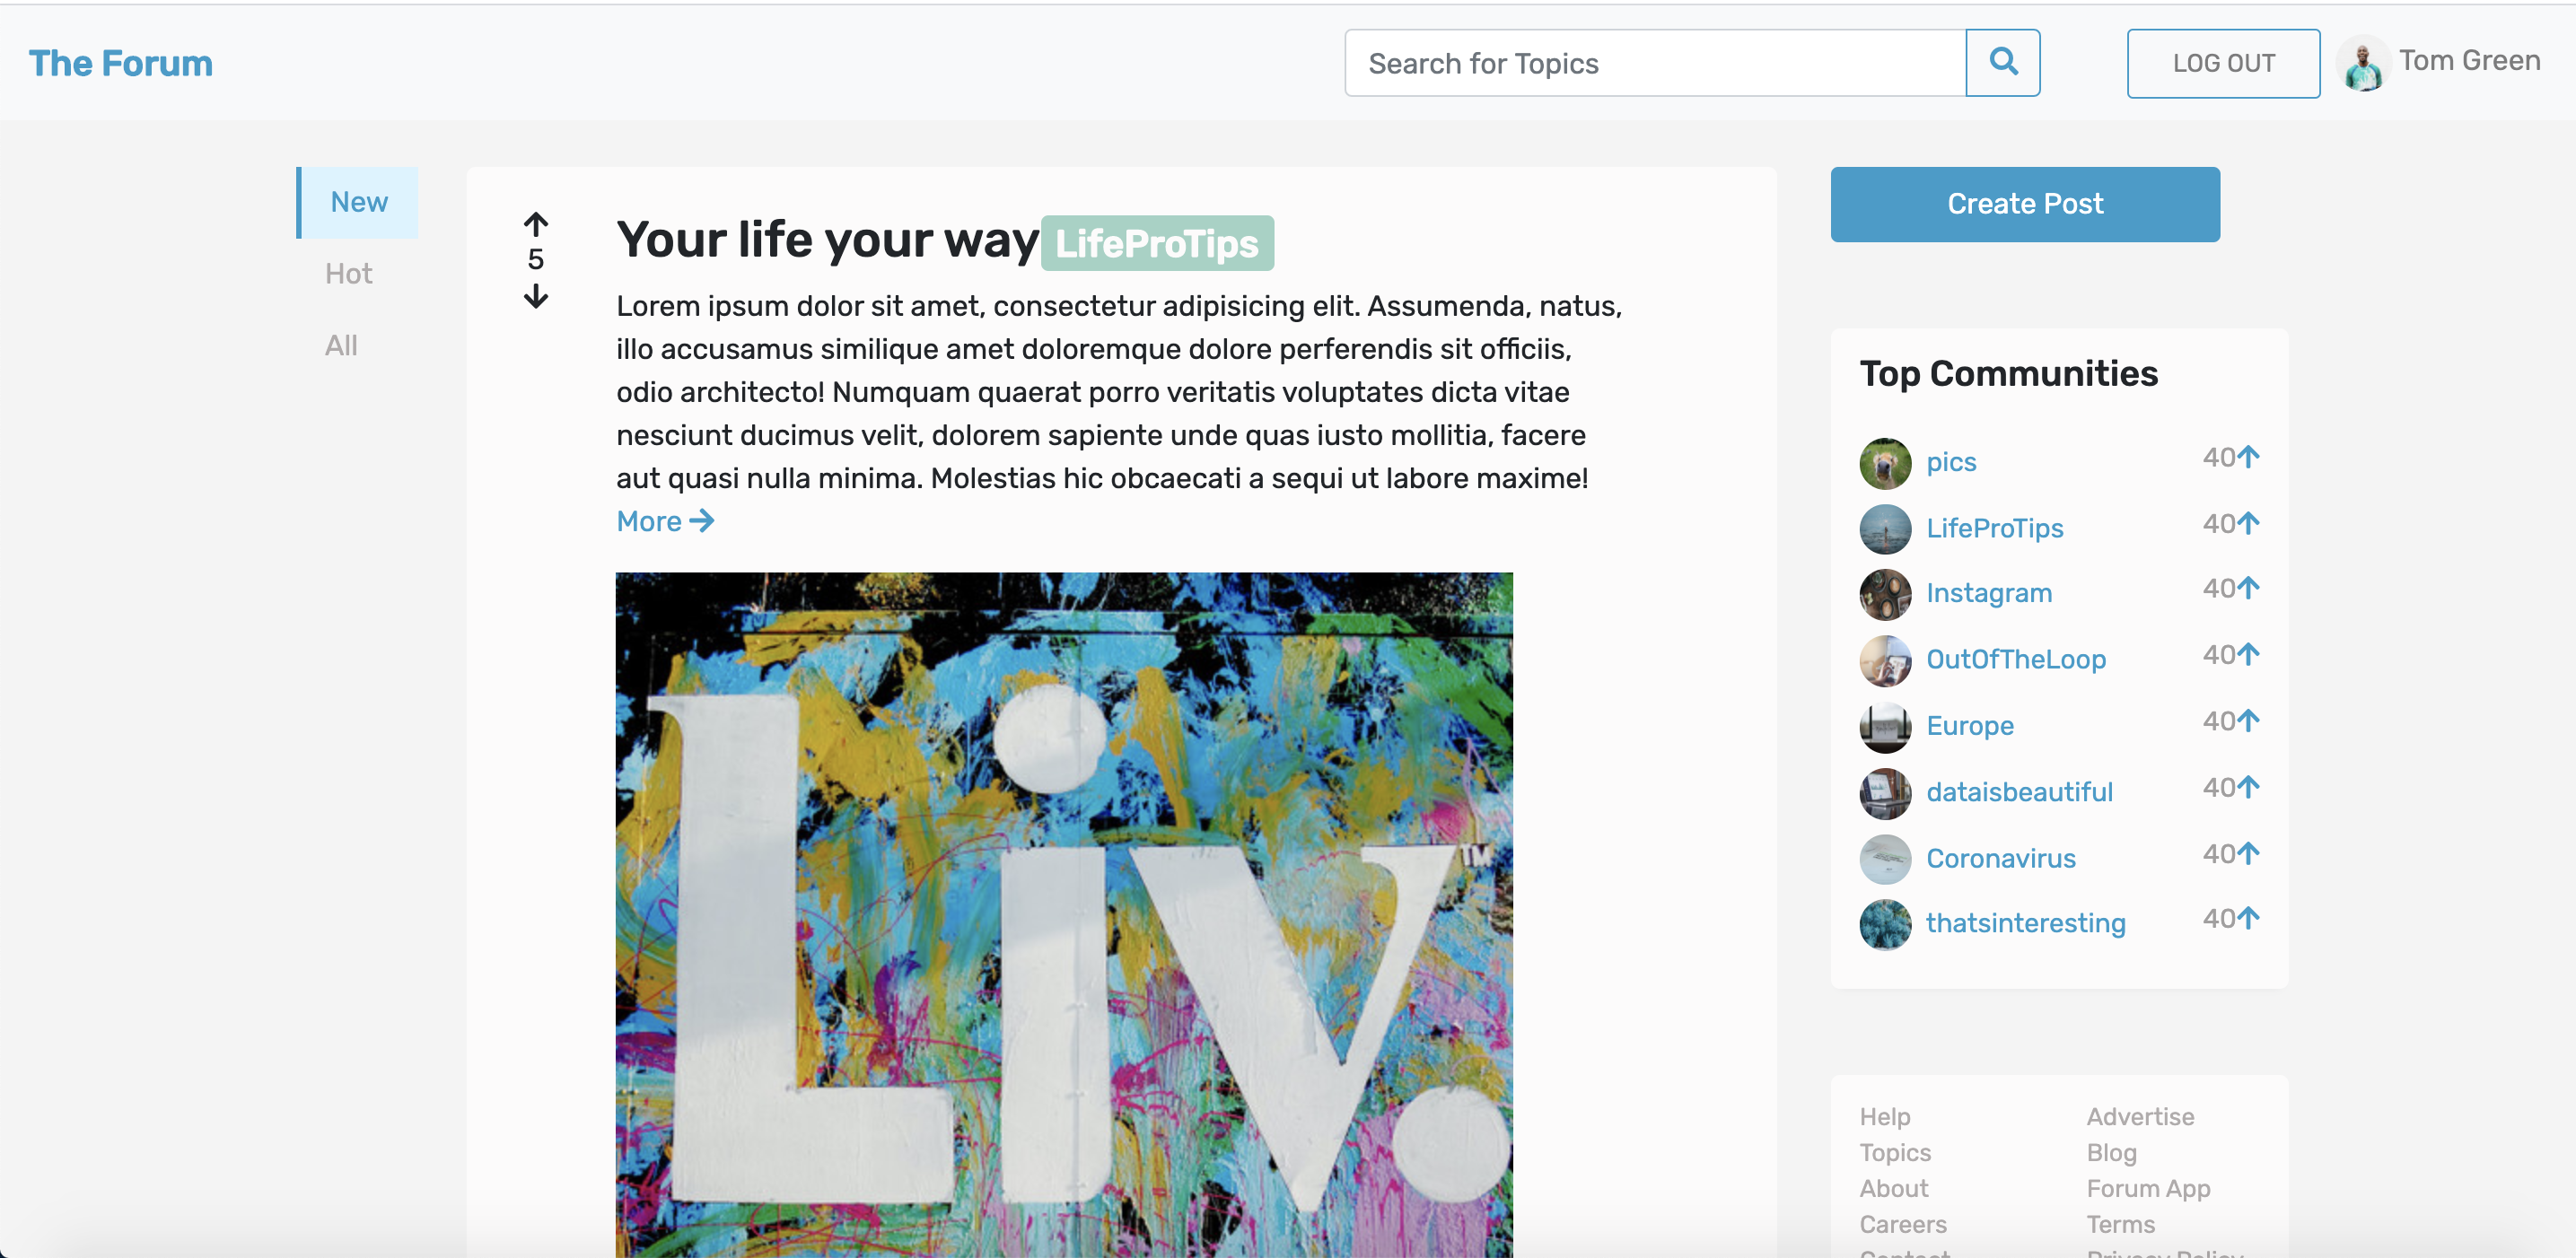 The Forum
Search for Topics
LOG OUT
Tom Green
New
Hot
All
5
Your life your way LifeProTips
Lorem ipsum dolor sit amet, consectetur adipisicing elit. Assumenda, natus,
illo accusamus similique amet doloremque dolore perferendis sit officiis,
odio architecto! Numquam quaerat porro veritatis voluptates dicta vitae
nesciunt ducimus velit, dolorem sapiente unde quas iusto mollitia, facere
aut quasi nulla minima. Molestias hic obcaecati a sequi ut labore maxime!
More
Liv.
TM
Create Post
Top Communities
pics 40
LifeProTips 40
Instagram 40
OutOfTheLoop 40
Europe 40
dataisbeautiful 40
Coronavirus 40
thatsinteresting 40
Help
Topics
About
Careers
Contact
Advertise
Blog
Forum App
Terms
Privacy Policy